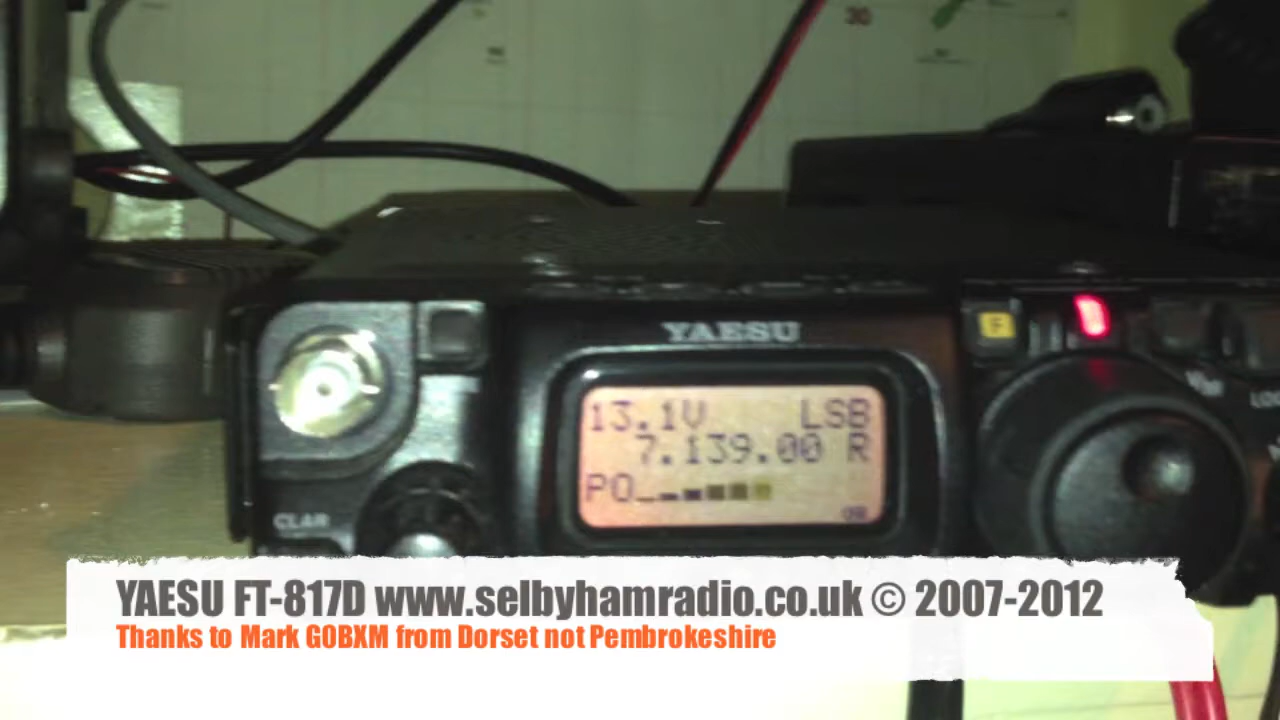 30
YAESU
F
13.1V LSB
7.139.00 R
PO
CLAR
YAESU FT-817D www.selbyhamradio.co.uk © 2007-2012
Thanks to Mark G0BXM from Dorset not Pembrokeshire